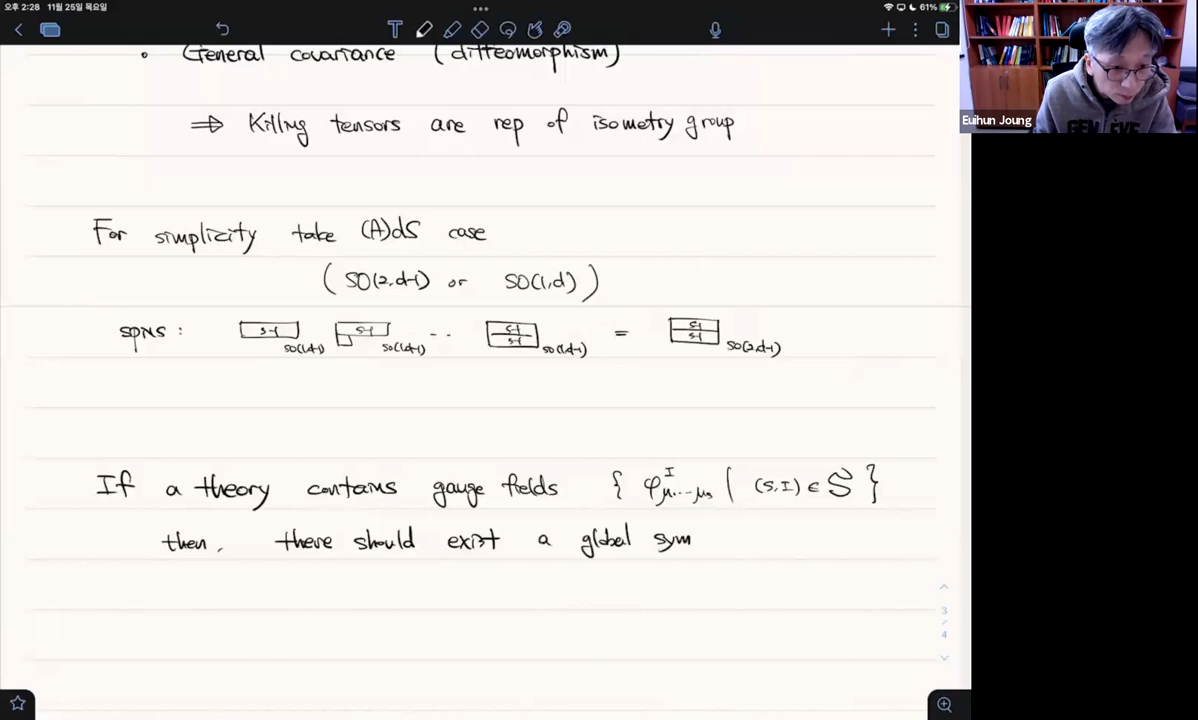 오후 2:28 11월 25일 목요일
61%
• General covariance (diffeomorphism)
⇒ Killing tensors are rep of isometry group
Euihun Joung
For simplicity take (A)dS case
( SO(2,d-1) or SO(1,d) )
spns : s-1 SO(1,d-1) s-1 SO(1,d-1) ... s-1 s-1 SO(1,d-1) = s-1 s-1 SO(2,d-1)
If a theory contains gauge fields { φ^I_{μ1...μs} | (s,I) ∈ S }
then, there should exist a global sym
3
4